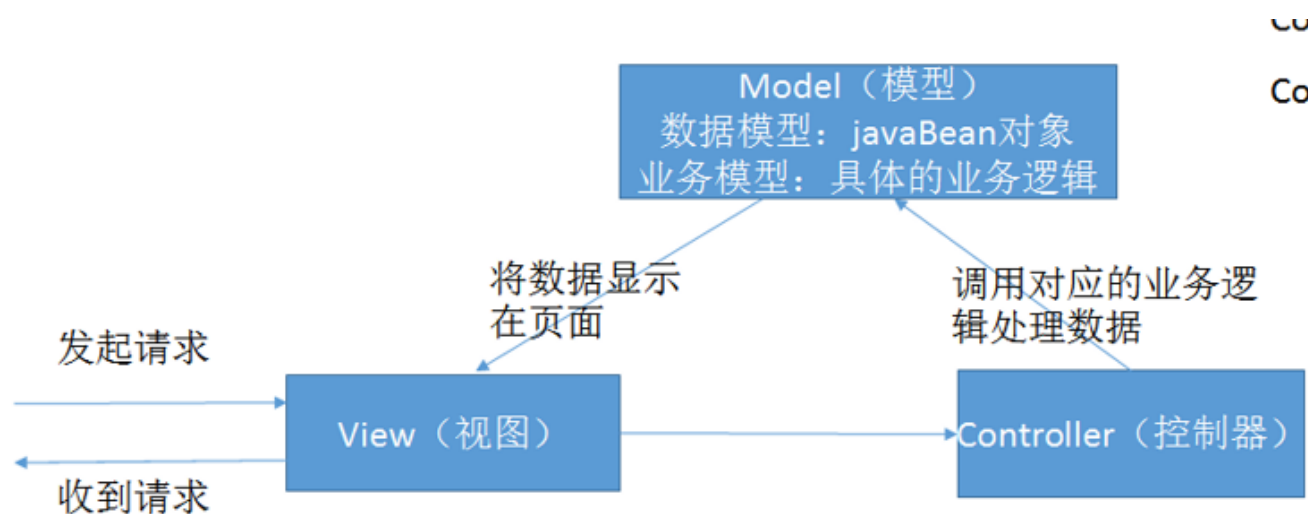 Co
Model（模型）
数据模型：javaBean对象
业务模型：具体的业务逻辑
将数据显示
在页面
调用对应的业务逻
辑处理数据
发起请求
View（视图）
Controller（控制器）
收到请求